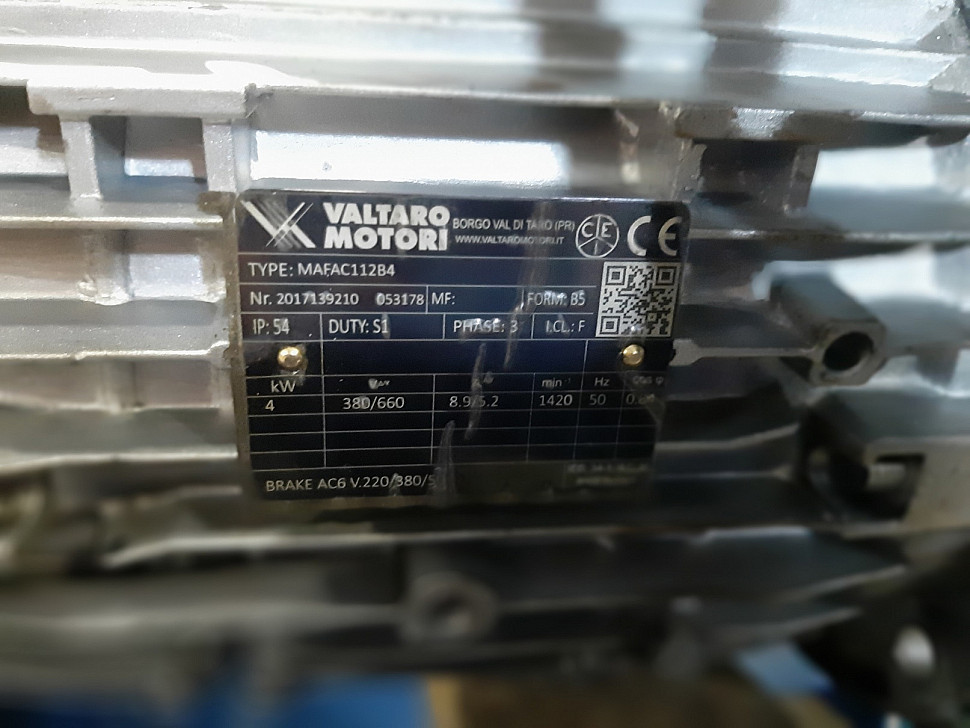 VALTARO
MOTORI
BORGO VAL DI TARO (PR)
WWW.VALTAROMOTORI.IT
CE
TYPE: MAFAC112B4
Nr. 2017139210 053178 MF: FORM: B5
IP: 54 DUTY: S1 PHASE: 3 I.CL.: F
kW min⁻¹ Hz
4 380/660 8.9/5.2 1420 50
BRAKE AC6 V.220/380/5